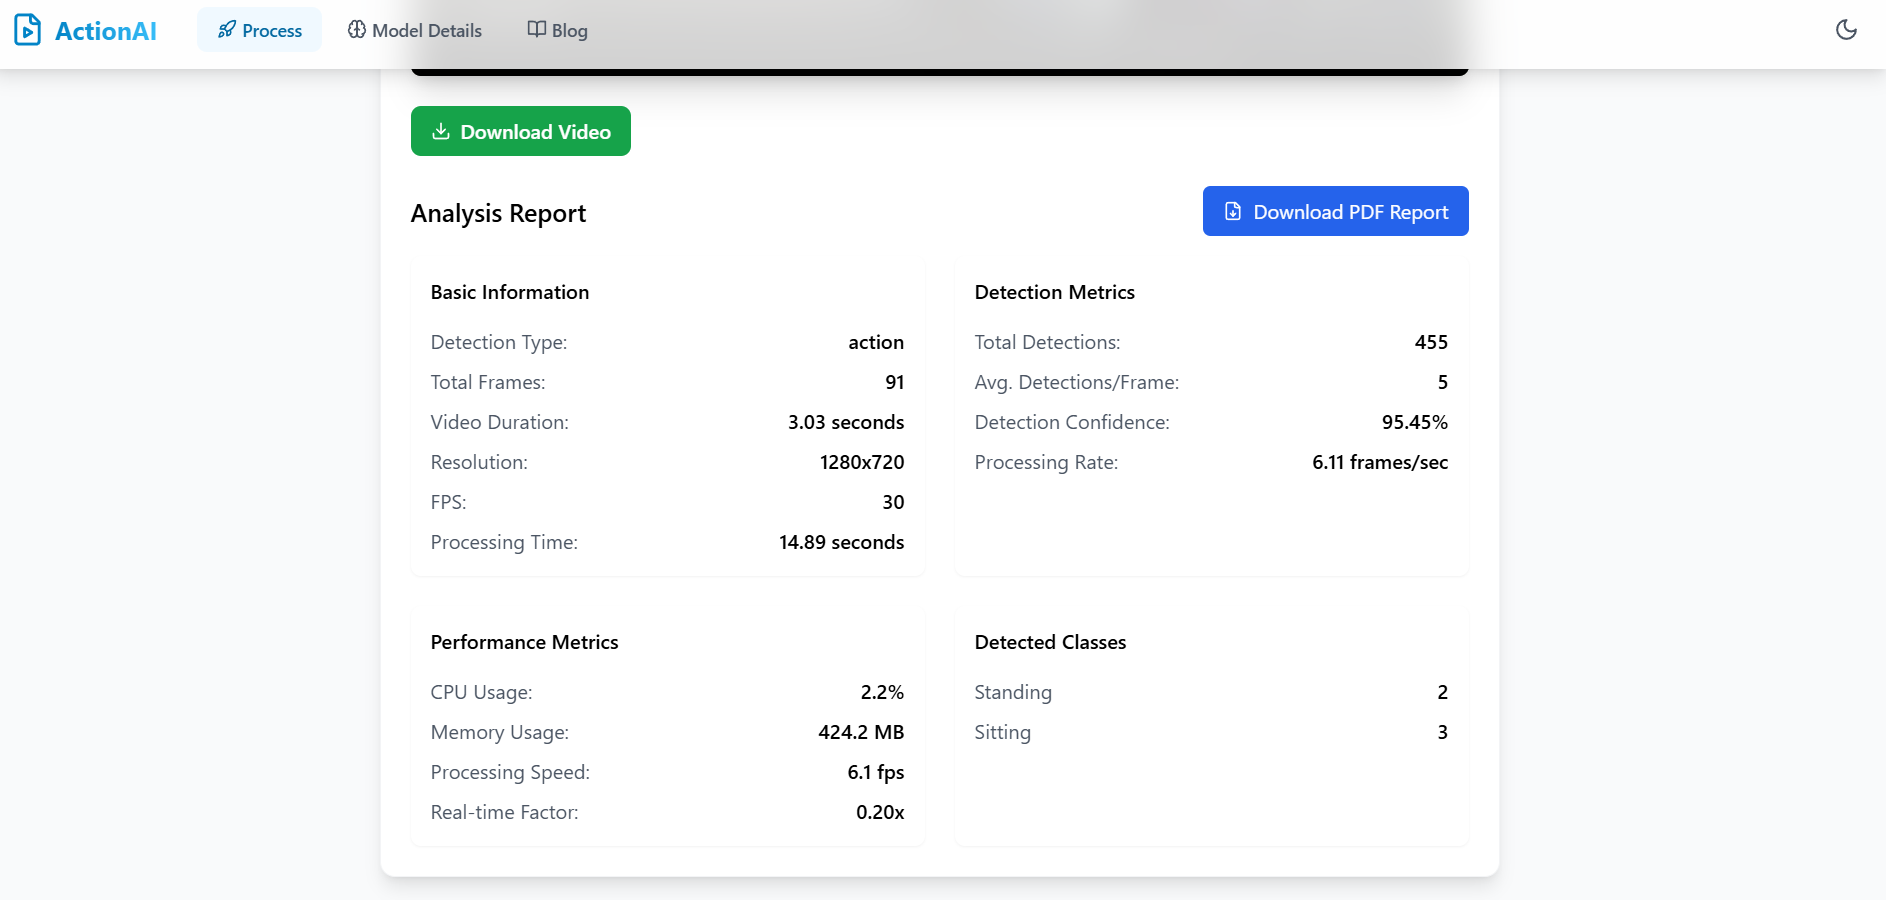 ActionAI Process Model Details Blog
Download Video
Analysis Report
Download PDF Report
Basic Information
Detection Type: action
Total Frames: 91
Video Duration: 3.03 seconds
Resolution: 1280x720
FPS: 30
Processing Time: 14.89 seconds
Detection Metrics
Total Detections: 455
Avg. Detections/Frame: 5
Detection Confidence: 95.45%
Processing Rate: 6.11 frames/sec
Performance Metrics
CPU Usage: 2.2%
Memory Usage: 424.2 MB
Processing Speed: 6.1 fps
Real-time Factor: 0.20x
Detected Classes
Standing 2
Sitting 3